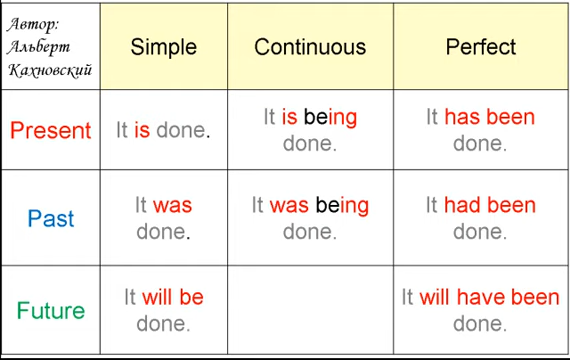 Автор:
Альберт
Кахновский
Simple
Continuous
Perfect
Present
It is done.
It is being
done.
It has been
done.
Past
It was
done.
It was being
done.
It had been
done.
Future
It will be
done.
It will have been
done.